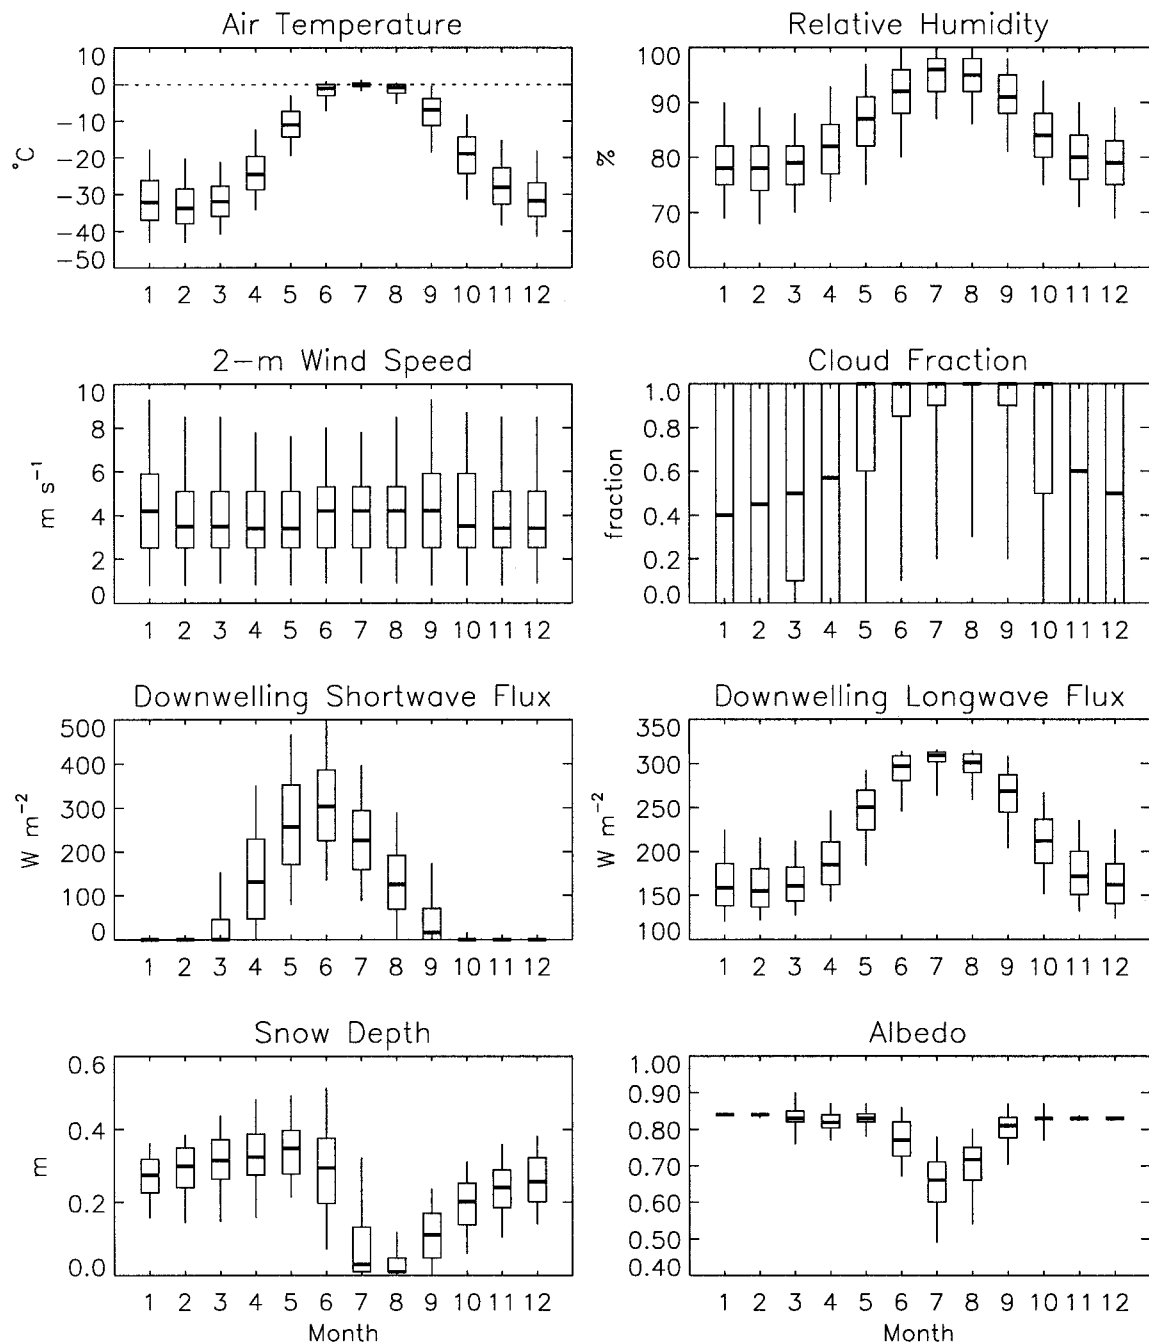 Air Temperature
10
0
−10
−20
−30
−40
−50
°C
1 2 3 4 5 6 7 8 9 10 11 12
Relative Humidity
100
90
80
70
60
%
1 2 3 4 5 6 7 8 9 10 11 12
2−m Wind Speed
10
8
6
4
2
0
m s⁻¹
1 2 3 4 5 6 7 8 9 10 11 12
Cloud Fraction
1.0
0.8
0.6
0.4
0.2
0.0
fraction
1 2 3 4 5 6 7 8 9 10 11 12
Downwelling Shortwave Flux
500
400
300
200
100
0
W m⁻²
1 2 3 4 5 6 7 8 9 10 11 12
Downwelling Longwave Flux
350
300
250
200
150
100
W m⁻²
1 2 3 4 5 6 7 8 9 10 11 12
Snow Depth
0.6
0.4
0.2
0.0
m
1 2 3 4 5 6 7 8 9 10 11 12
Month
Albedo
1.00
0.90
0.80
0.70
0.60
0.50
0.40
1 2 3 4 5 6 7 8 9 10 11 12
Month